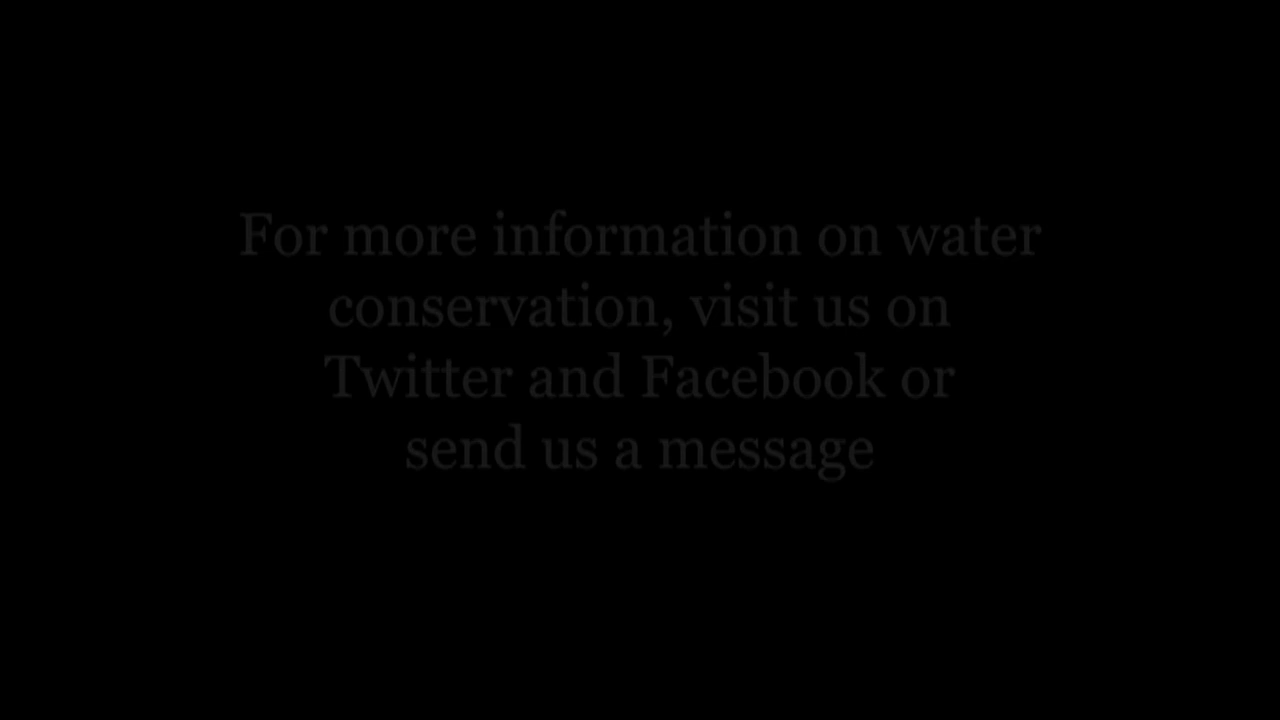 For more information on water
conservation, visit us on
Twitter and Facebook or
send us a message